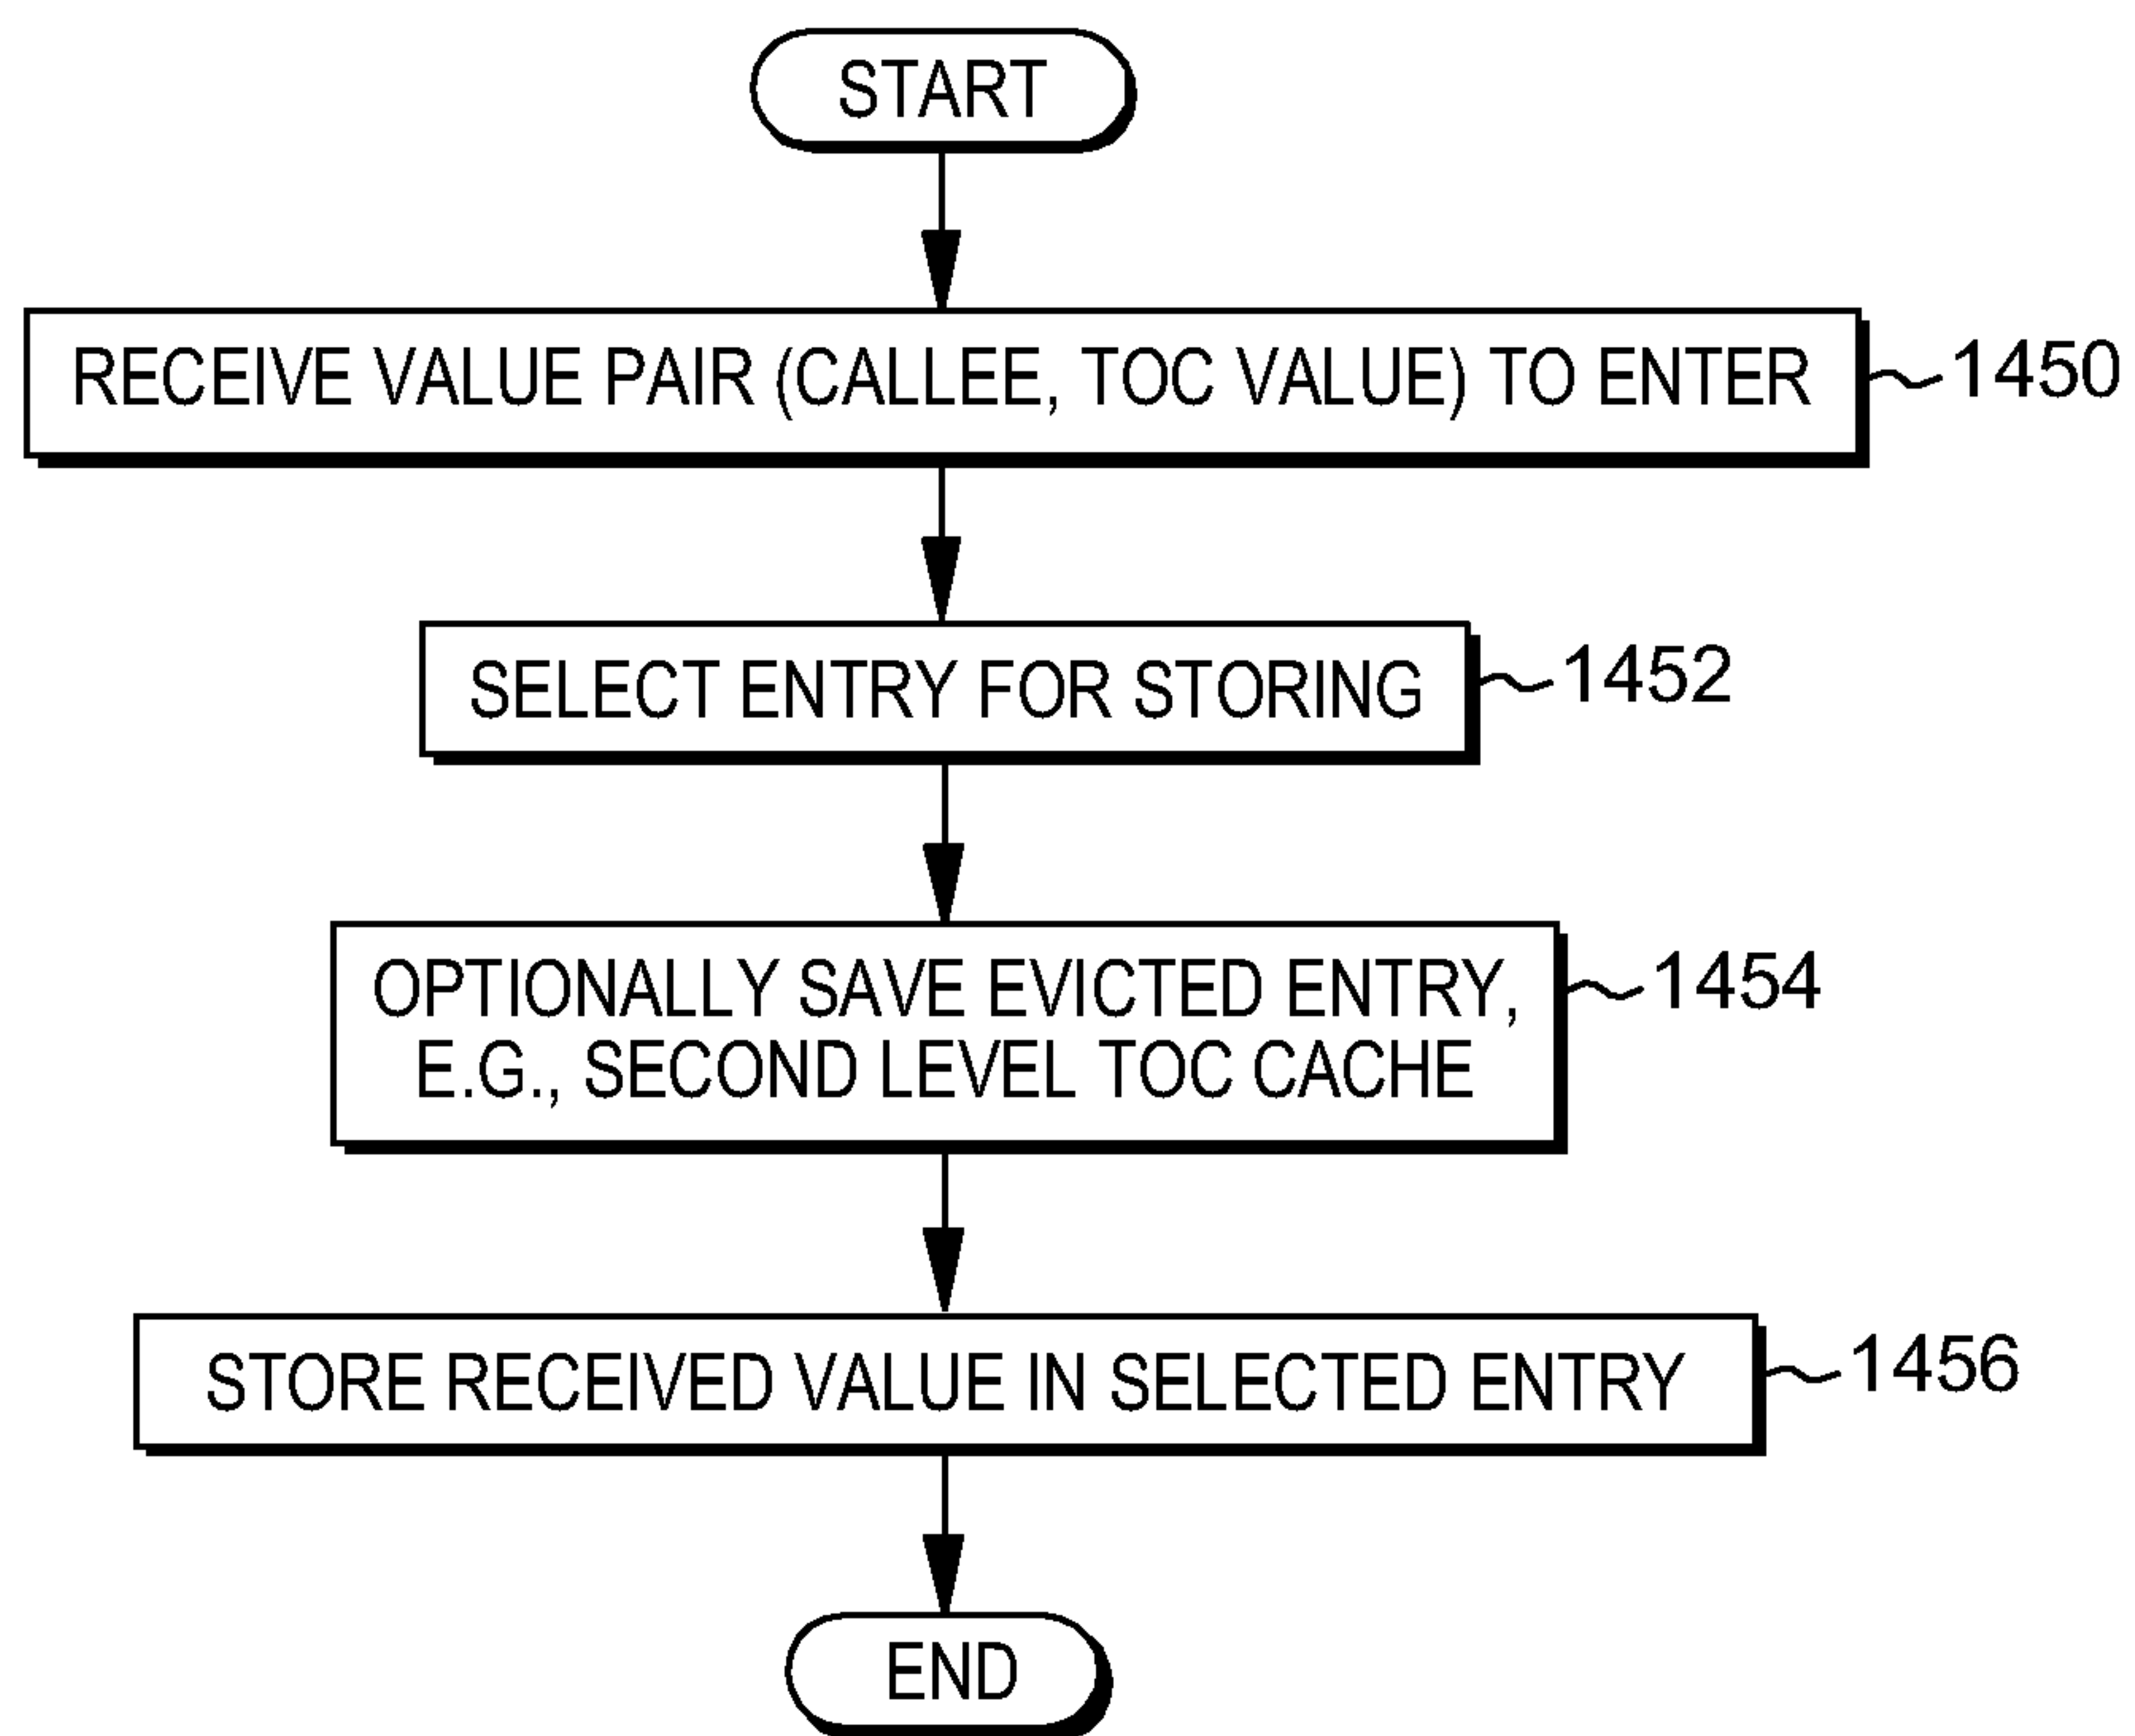 START
RECEIVE VALUE PAIR (CALLEE, TOC VALUE) TO ENTER
1450
SELECT ENTRY FOR STORING
1452
OPTIONALLY SAVE EVICTED ENTRY,
E.G., SECOND LEVEL TOC CACHE
1454
STORE RECEIVED VALUE IN SELECTED ENTRY
1456
END